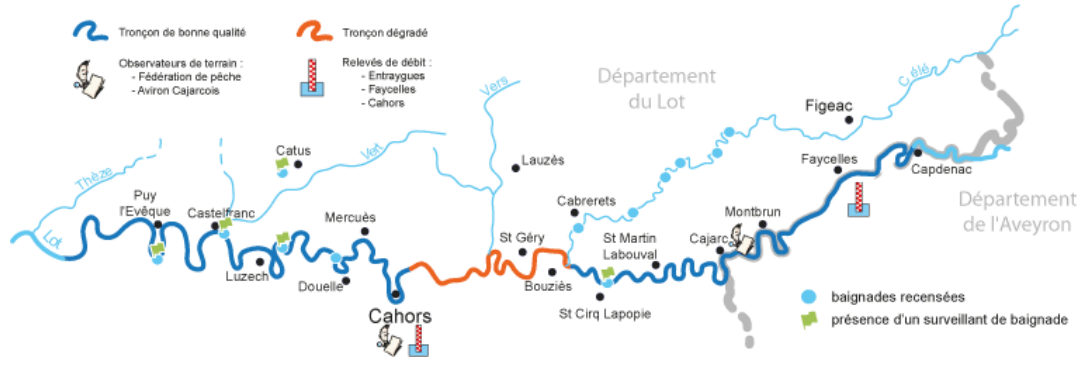 Tronçon de bonne qualité
Tronçon dégradé
Observateurs de terrain :
- Fédération de pêche
- Aviron Cajarcois
Relevés de débit :
- Entraygues
- Faycelles
- Cahors
Département
du Lot
Célé
Vers
Figeac
Catus
Vert
Lauzès
Faycelles
Capdenac
Thèze
Puy
l'Evêque
Castelfranc
Mercuès
Cabrerets
Département
de l'Aveyron
Lot
St Géry
St Martin
Labouval
Montbrun
Cajarc
Luzech
Douelle
Bouziès
St Cirq Lapopie
Cahors
baignades recensées
présence d'un surveillant de baignade